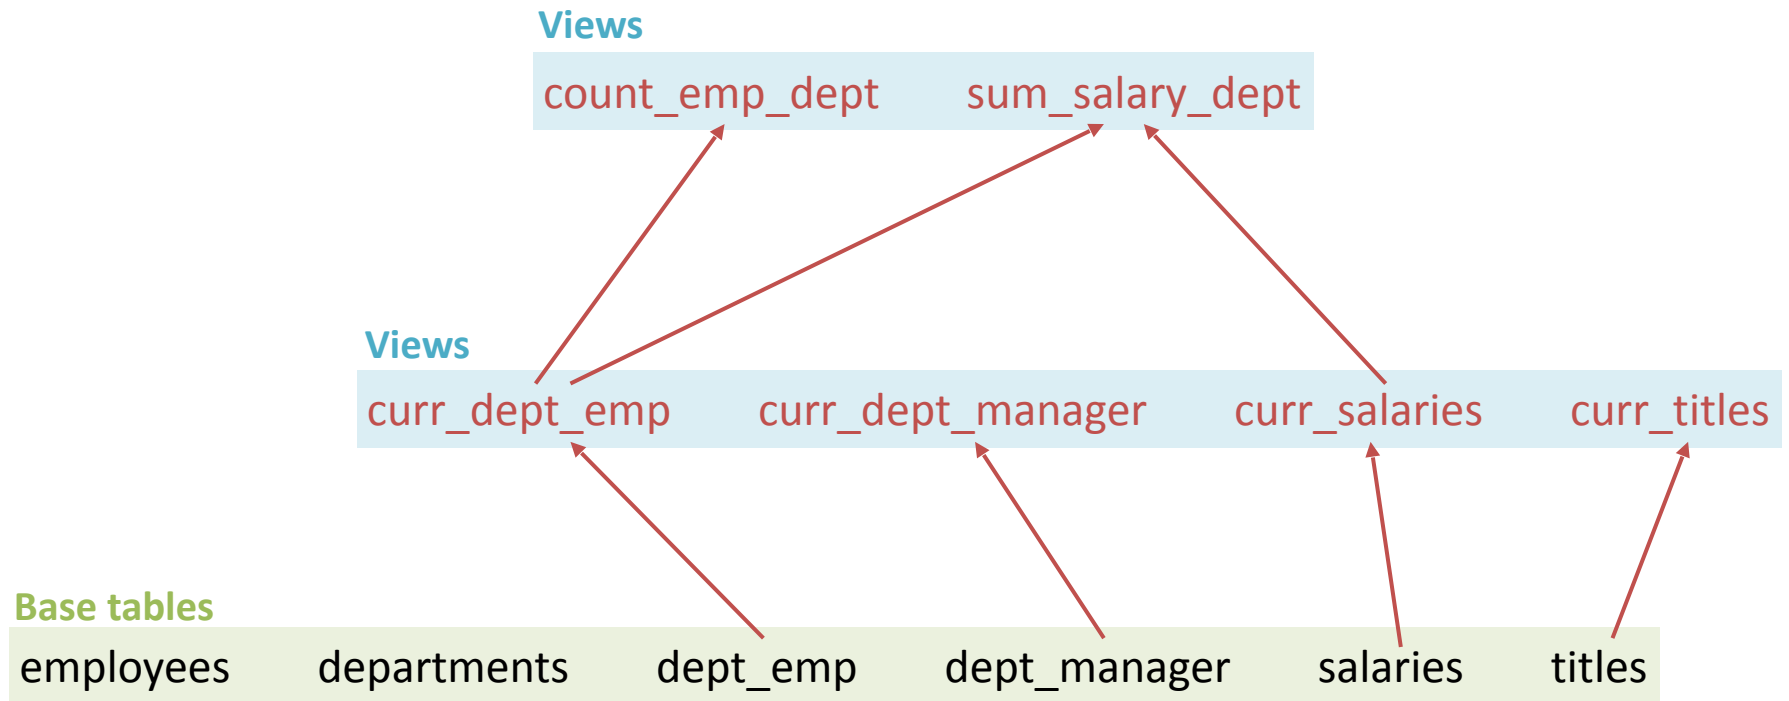 Views
count_emp_dept sum_salary_dept
Views
curr_dept_emp curr_dept_manager curr_salaries curr_titles
Base tables
employees departments dept_emp dept_manager salaries titles